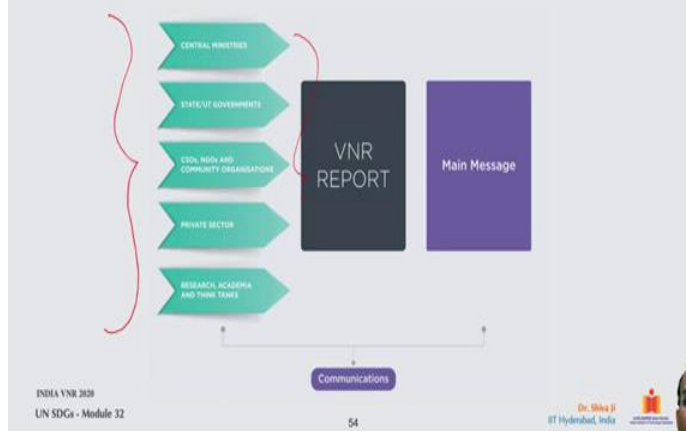 CENTRAL MINISTRIES
STATE/UT GOVERNMENTS
CSOs, NGOs AND
COMMUNITY ORGANISATIONS
PRIVATE SECTOR
RESEARCH, ACADEMIA
AND THINK TANKS
VNR
REPORT
Main Message
Communications
INDIA VNR 2020
UN SDGs - Module 32
54
Dr. Shiva Ji
IIT Hyderabad, India